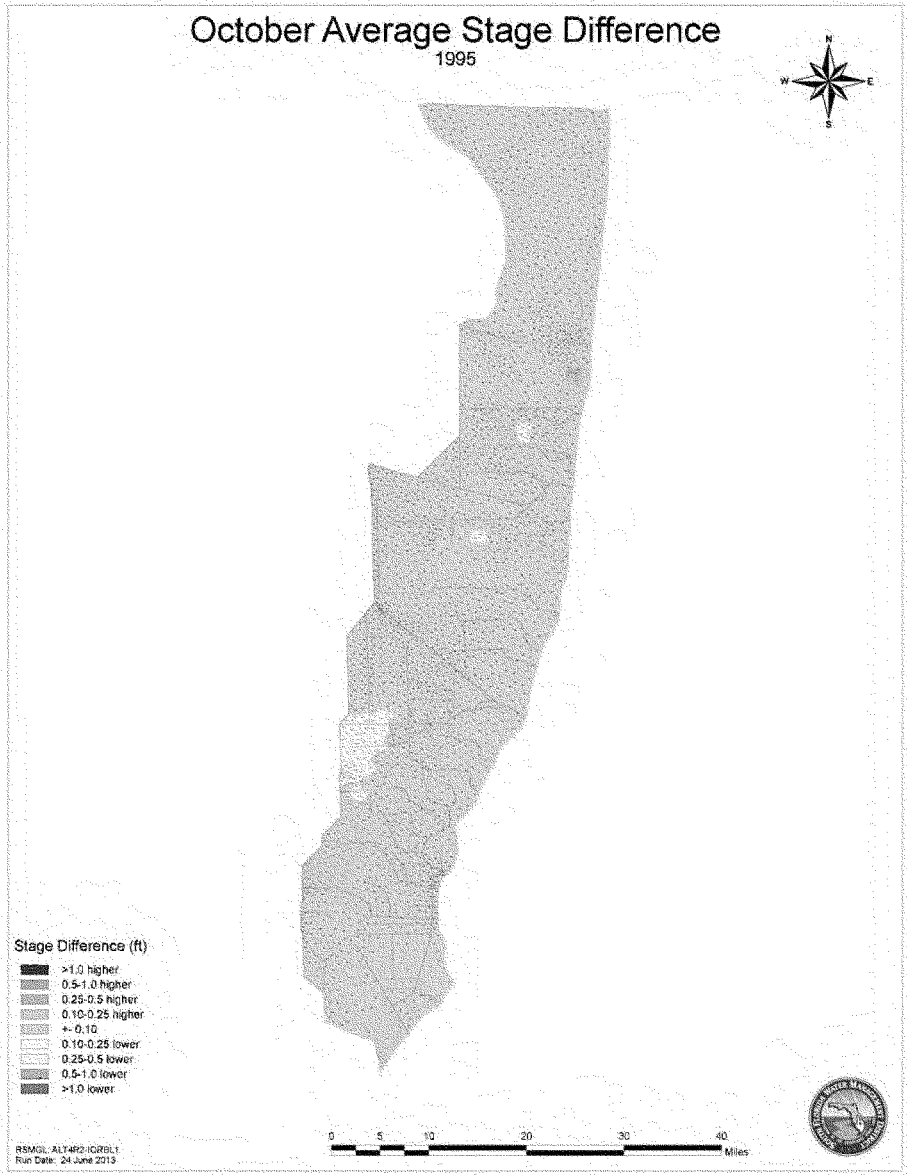 October Average Stage Difference
1995
N
W E
S
Stage Difference (ft)
>1.0 higher
0.5-1.0 higher
0.25-0.5 higher
0.10-0.25 higher
+- 0.10
0.10-0.25 lower
0.25-0.5 lower
0.5-1.0 lower
>1.0 lower
0 5 10 20 30 40
Miles
RSMGL: ALT4R2-IORBL1
Run Date: 24 June 2013